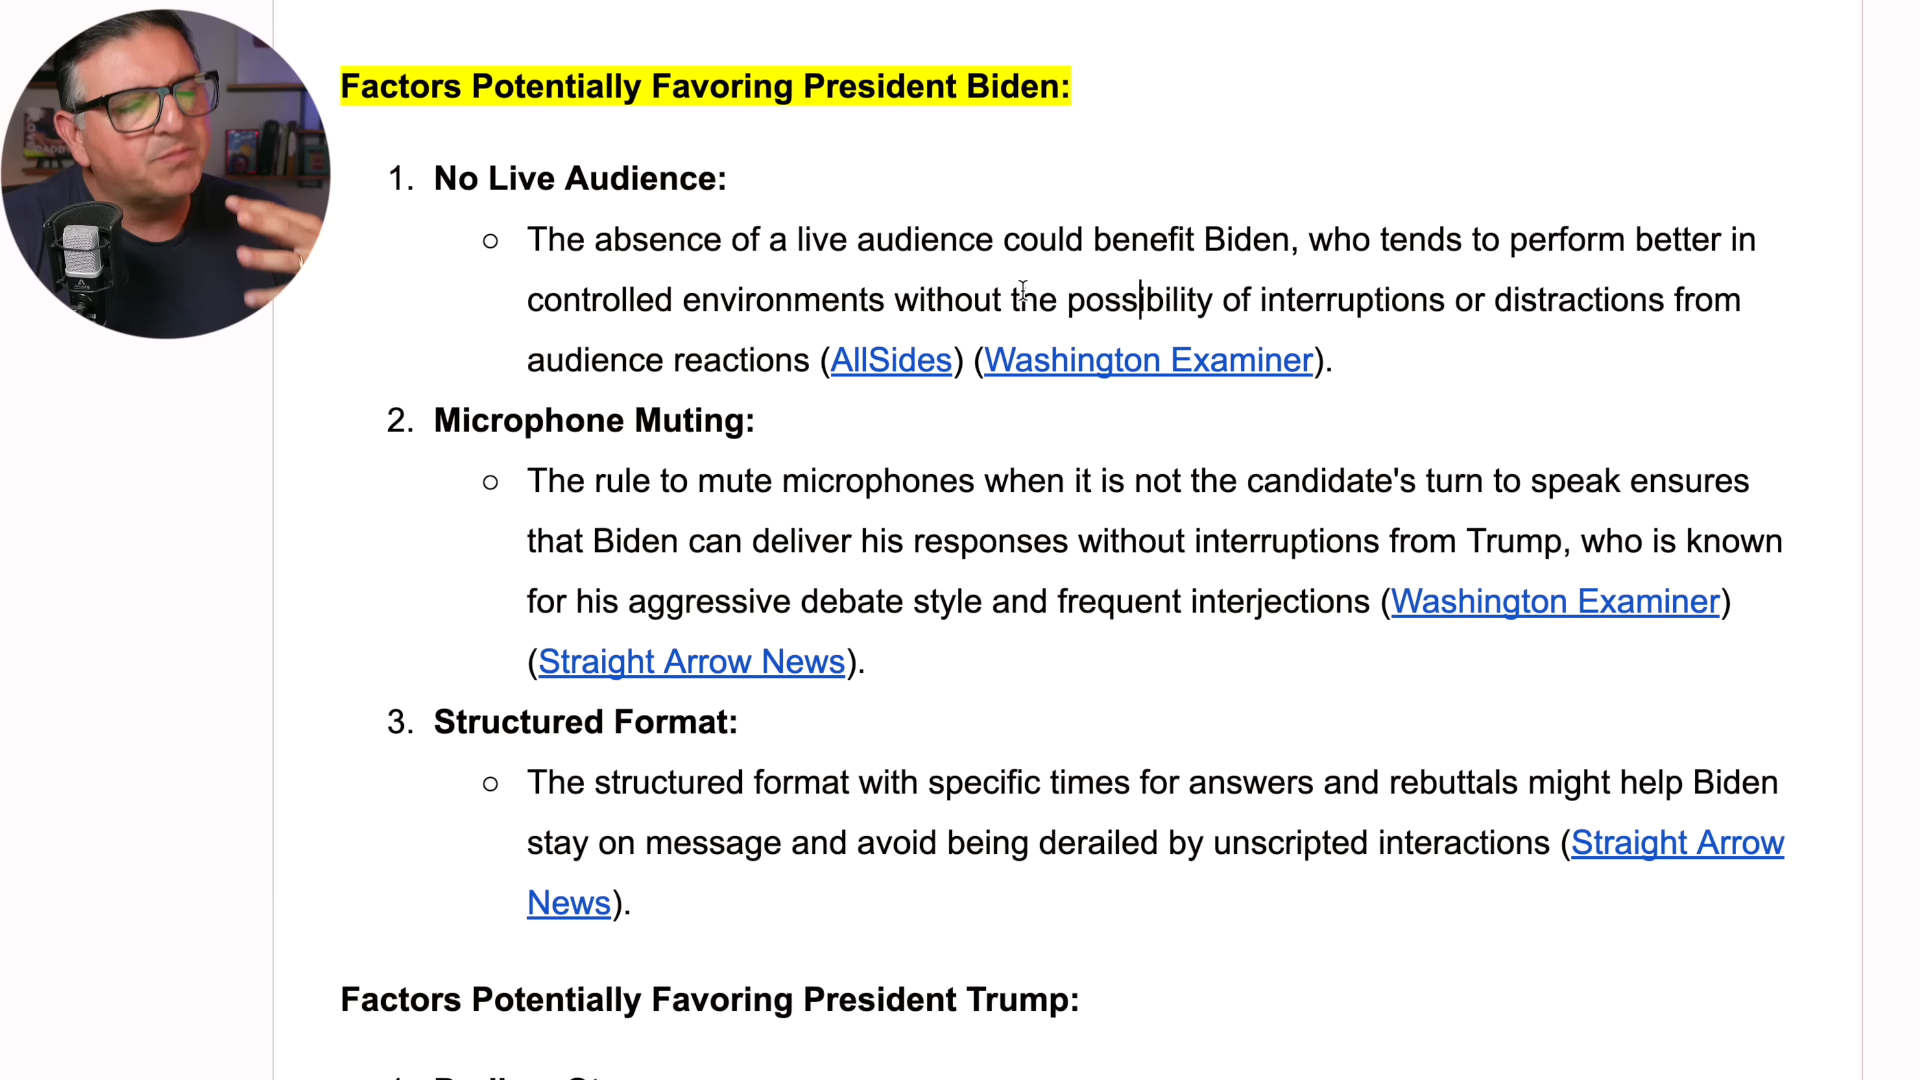 Factors Potentially Favoring President Biden:
1. No Live Audience:
○ The absence of a live audience could benefit Biden, who tends to perform better in
controlled environments without the possibility of interruptions or distractions from
audience reactions (AllSides) (Washington Examiner).
2. Microphone Muting:
○ The rule to mute microphones when it is not the candidate's turn to speak ensures
that Biden can deliver his responses without interruptions from Trump, who is known
for his aggressive debate style and frequent interjections (Washington Examiner)
(Straight Arrow News).
3. Structured Format:
○ The structured format with specific times for answers and rebuttals might help Biden
stay on message and avoid being derailed by unscripted interactions (Straight Arrow
News).
Factors Potentially Favoring President Trump: